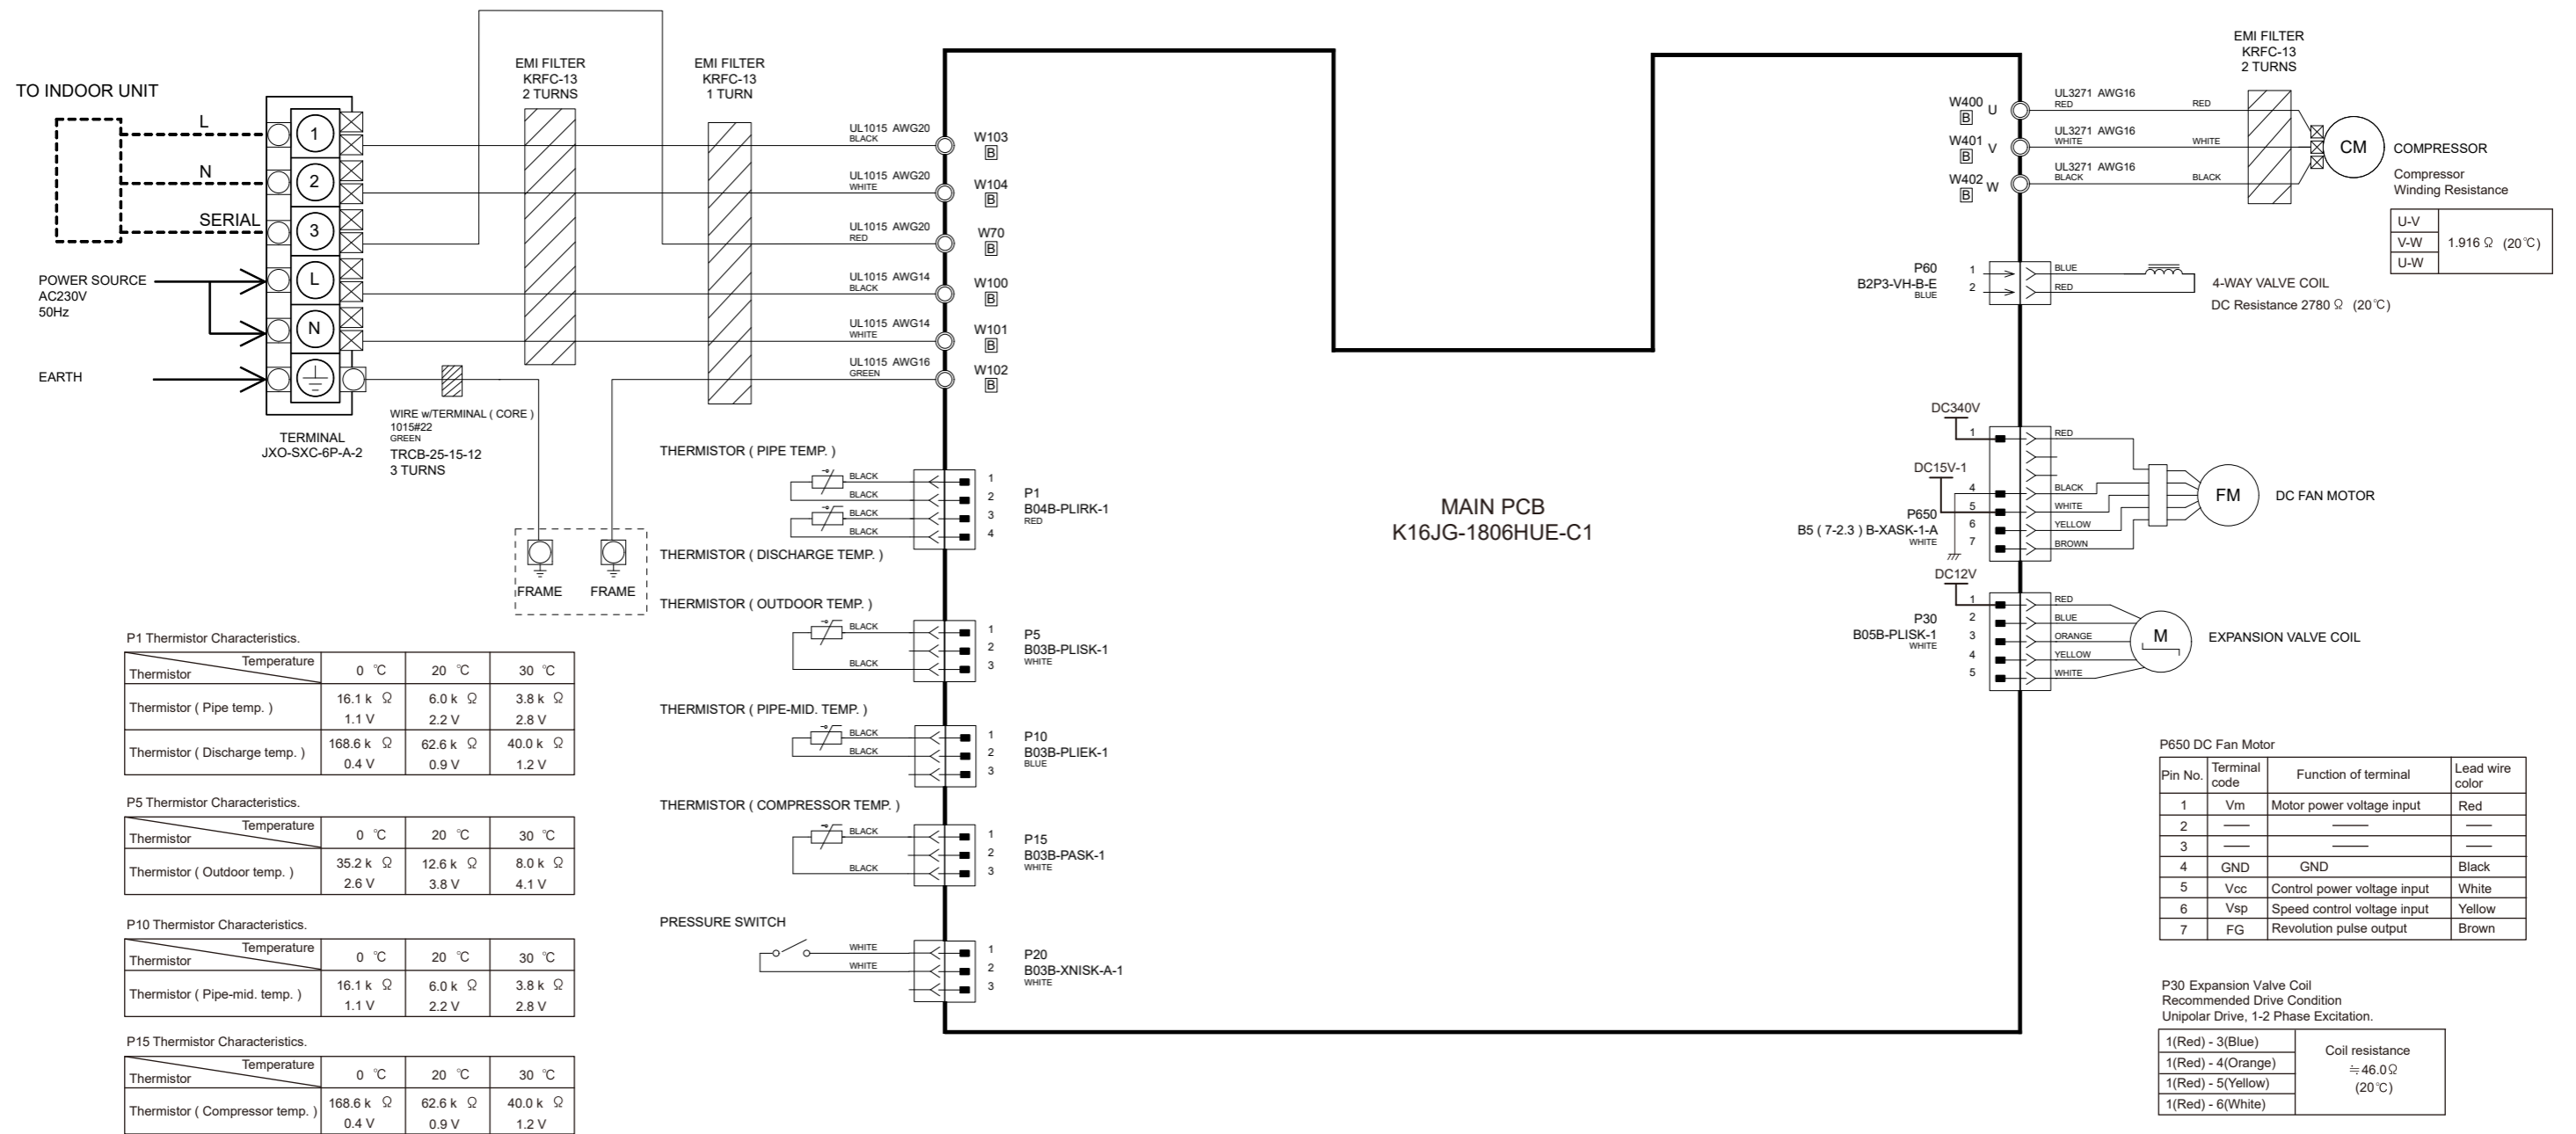 TO INDOOR UNIT
L
N
SERIAL
POWER SOURCE
AC230V
50Hz
EARTH
1
2
3
L
N
TERMINAL
JXO-SXC-6P-A-2
WIRE w/TERMINAL ( CORE )
1015#22
GREEN
TRCB-25-15-12
3 TURNS
EMI FILTER
KRFC-13
2 TURNS
EMI FILTER
KRFC-13
1 TURN
FRAME
FRAME
UL1015 AWG20
BLACK
W103
B
UL1015 AWG20
WHITE
W104
B
UL1015 AWG20
RED
W70
B
UL1015 AWG14
BLACK
W100
B
UL1015 AWG14
WHITE
W101
B
UL1015 AWG16
GREEN
W102
B
THERMISTOR ( PIPE TEMP. )
BLACK
BLACK
BLACK
BLACK
1
2
3
4
P1
B04B-PLIRK-1
RED
THERMISTOR ( DISCHARGE TEMP. )
THERMISTOR ( OUTDOOR TEMP. )
BLACK
BLACK
1
2
3
P5
B03B-PLISK-1
WHITE
THERMISTOR ( PIPE-MID. TEMP. )
BLACK
BLACK
1
2
3
P10
B03B-PLIEK-1
BLUE
THERMISTOR ( COMPRESSOR TEMP. )
BLACK
BLACK
1
2
3
P15
B03B-PASK-1
WHITE
PRESSURE SWITCH
WHITE
WHITE
1
2
3
P20
B03B-XNISK-A-1
WHITE
MAIN PCB
K16JG-1806HUE-C1
EMI FILTER
KRFC-13
2 TURNS
W400 U
B
UL3271 AWG16
RED RED
W401 V
B
UL3271 AWG16
WHITE WHITE
W402 W
B
UL3271 AWG16
BLACK BLACK
CM
COMPRESSOR
Compressor
Winding Resistance
U-V
V-W 1.916 Ω (20℃)
U-W
P60
B2P3-VH-B-E
BLUE
1
2
BLUE
RED
4-WAY VALVE COIL
DC Resistance 2780 Ω (20℃)
DC340V
1
DC15V-1
4
5
6
7
P650
B5 ( 7-2.3 ) B-XASK-1-A
WHITE
RED
BLACK
WHITE
YELLOW
BROWN
FM
DC FAN MOTOR
DC12V
1
2
3
4
5
P30
B05B-PLISK-1
WHITE
RED
BLUE
ORANGE
YELLOW
WHITE
M
EXPANSION VALVE COIL
P1 Thermistor Characteristics.
Temperature
Thermistor 0 ℃ 20 ℃ 30 ℃
Thermistor ( Pipe temp. ) 16.1 k Ω 6.0 k Ω 3.8 k Ω
1.1 V 2.2 V 2.8 V
Thermistor ( Discharge temp. ) 168.6 k Ω 62.6 k Ω 40.0 k Ω
0.4 V 0.9 V 1.2 V
P5 Thermistor Characteristics.
Temperature
Thermistor 0 ℃ 20 ℃ 30 ℃
Thermistor ( Outdoor temp. ) 35.2 k Ω 12.6 k Ω 8.0 k Ω
2.6 V 3.8 V 4.1 V
P10 Thermistor Characteristics.
Temperature
Thermistor 0 ℃ 20 ℃ 30 ℃
Thermistor ( Pipe-mid. temp. ) 16.1 k Ω 6.0 k Ω 3.8 k Ω
1.1 V 2.2 V 2.8 V
P15 Thermistor Characteristics.
Temperature
Thermistor 0 ℃ 20 ℃ 30 ℃
Thermistor ( Compressor temp. ) 168.6 k Ω 62.6 k Ω 40.0 k Ω
0.4 V 0.9 V 1.2 V
P650 DC Fan Motor
Pin No. Terminal code Function of terminal Lead wire color
1 Vm Motor power voltage input Red
2 — — —
3 — — —
4 GND GND Black
5 Vcc Control power voltage input White
6 Vsp Speed control voltage input Yellow
7 FG Revolution pulse output Brown
P30 Expansion Valve Coil
Recommended Drive Condition
Unipolar Drive, 1-2 Phase Excitation.
1(Red) - 3(Blue)
1(Red) - 4(Orange)
1(Red) - 5(Yellow)
1(Red) - 6(White)
Coil resistance
≒46.0Ω
(20℃)